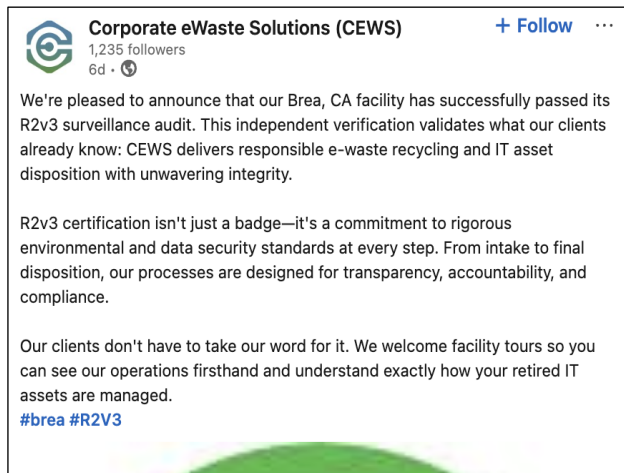 Corporate eWaste Solutions (CEWS)
+ Follow ...
1,235 followers
6d •
We're pleased to announce that our Brea, CA facility has successfully passed its
R2v3 surveillance audit. This independent verification validates what our clients
already know: CEWS delivers responsible e-waste recycling and IT asset
disposition with unwavering integrity.
R2v3 certification isn't just a badge—it's a commitment to rigorous
environmental and data security standards at every step. From intake to final
disposition, our processes are designed for transparency, accountability, and
compliance.
Our clients don't have to take our word for it. We welcome facility tours so you
can see our operations firsthand and understand exactly how your retired IT
assets are managed.
#brea #R2V3